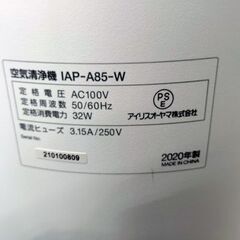 空気清浄機 IAP-A85-W
定格電圧 AC100V
定格周波数 50/60Hz
定格消費電力 32W
電流ヒューズ 3.15A/250V
PSE
アイリスオーヤマ株式会社
210100809
2020年製
MADE IN CHINA